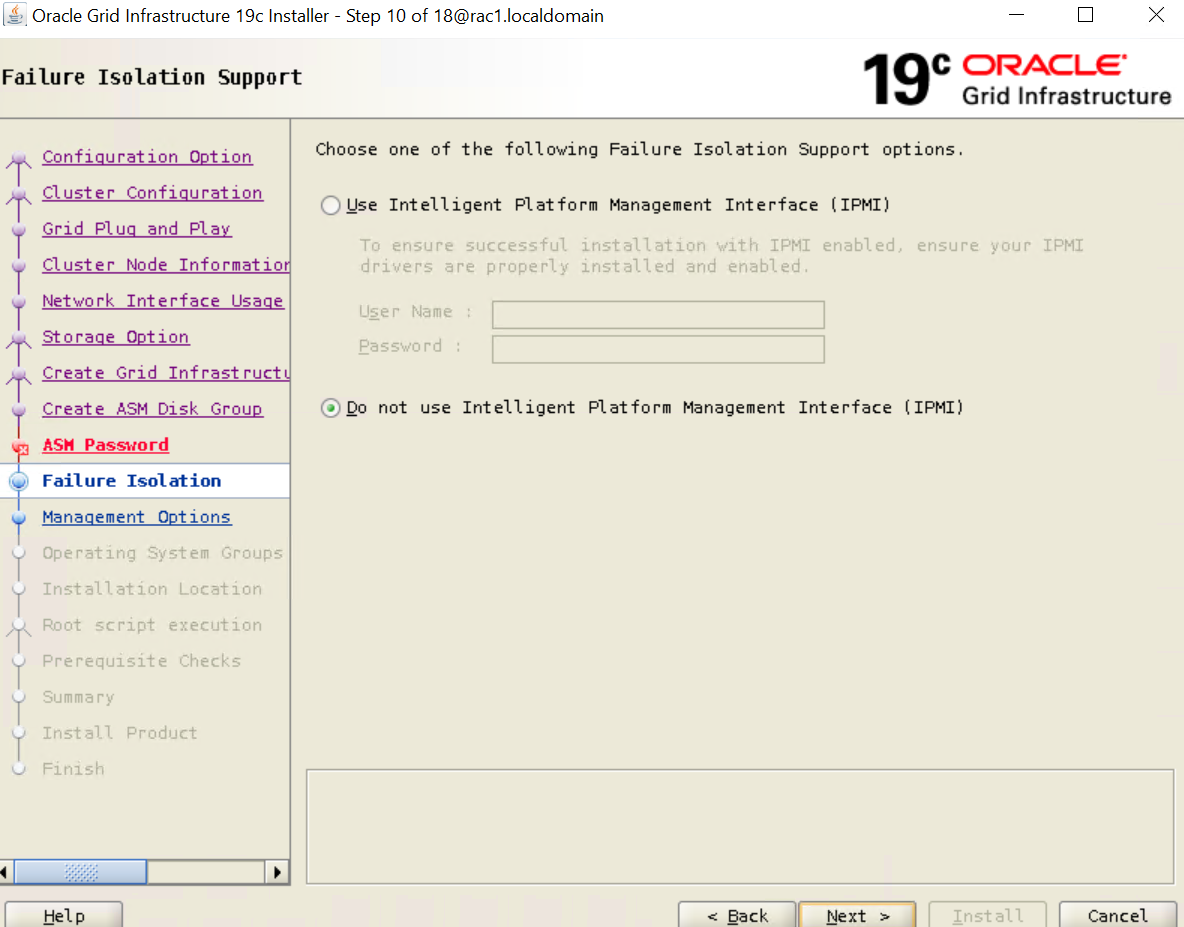 Oracle Grid Infrastructure 19c Installer - Step 10 of 18@rac1.localdomain
Failure Isolation Support
19c ORACLE
Grid Infrastructure
Configuration Option
Cluster Configuration
Grid Plug and Play
Cluster Node Information
Network Interface Usage
Storage Option
Create Grid Infrastructu
Create ASM Disk Group
ASM Password
Failure Isolation
Management Options
Operating System Groups
Installation Location
Root script execution
Prerequisite Checks
Summary
Install Product
Finish
Choose one of the following Failure Isolation Support options.
Use Intelligent Platform Management Interface (IPMI)
To ensure successful installation with IPMI enabled, ensure your IPMI
drivers are properly installed and enabled.
User Name :
Password :
Do not use Intelligent Platform Management Interface (IPMI)
Help
< Back
Next >
Install
Cancel